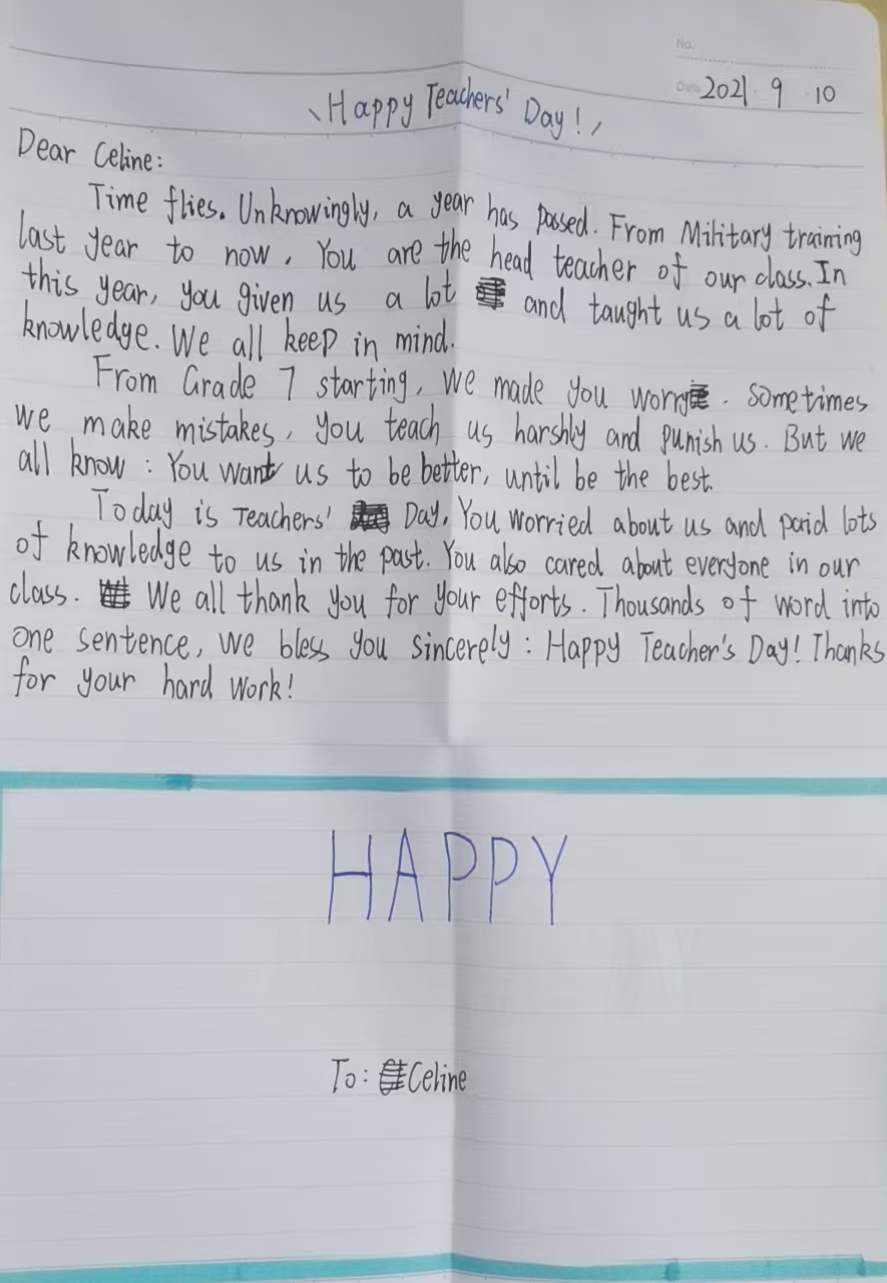 No.
Date 2021 . 9 . 10
、Happy Teachers' Day! /
Dear Celine:
Time flies. Unknowingly, a year has passed. From Military training
last year to now, You are the head teacher of our class. In
this year, you given us a lot and taught us a lot of
knowledge. We all keep in mind.
From Grade 7 starting, we made you worry. Sometimes
we make mistakes, you teach us harshly and punish us. But we
all know: You want us to be better, until be the best.
Today is Teachers' Day, You worried about us and paid lots
of knowledge to us in the past. You also cared about everyone in our
class. We all thank you for your efforts. Thousands of word into
one sentence, we bless you sincerely: Happy Teacher's Day! Thanks
for your hard work!
HAPPY
To: Celine